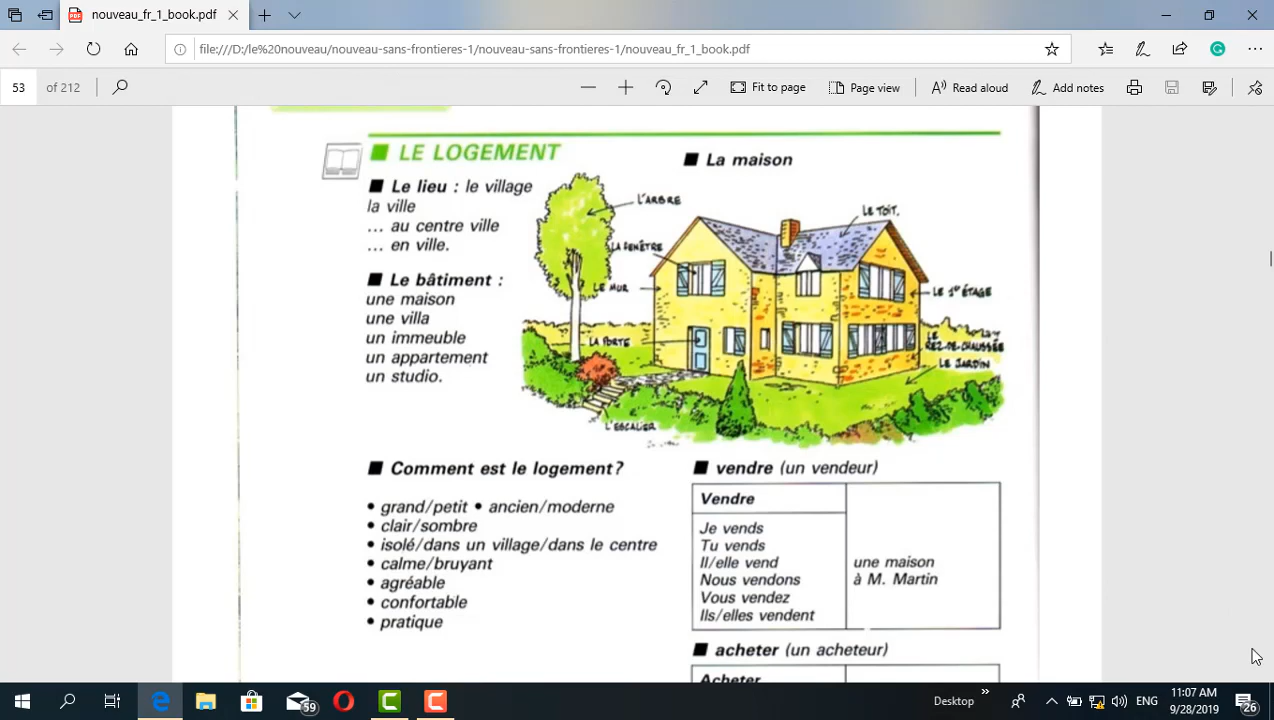 nouveau_fr_1_book.pdf
file:///D:/le%20nouveau/nouveau-sans-frontieres-1/nouveau-sans-frontieres-1/nouveau_fr_1_book.pdf
53 of 212
Fit to page
Page view
Read aloud
Add notes
LE LOGEMENT
Le lieu : le village
la ville
... au centre ville
... en ville.
Le bâtiment :
une maison
une villa
un immeuble
un appartement
un studio.
La maison
L'ARBRE
LE TOIT.
LA FENÊTRE
LE MUR
LE 1er ÉTAGE
LA PORTE
LE
REZ-DE-CHAUSSÉE
LE JARDIN
L'ESCALIER
Comment est le logement?
• grand/petit • ancien/moderne
• clair/sombre
• isolé/dans un village/dans le centre
• calme/bruyant
• agréable
• confortable
• pratique
vendre (un vendeur)
Vendre
Je vends
Tu vends
Il/elle vend
Nous vendons
Vous vendez
Ils/elles vendent
une maison
à M. Martin
acheter (un acheteur)
Acheter
59
Desktop
ENG
11:07 AM
9/28/2019
26